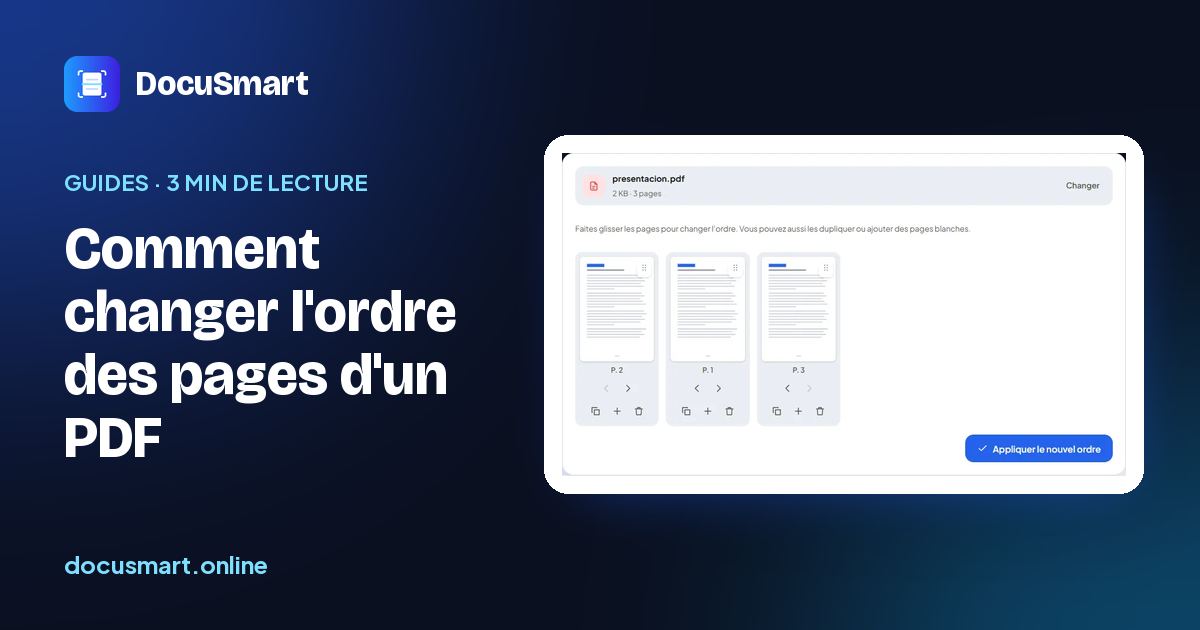 DocuSmart
GUIDES · 3 MIN DE LECTURE
Comment
changer l'ordre
des pages d'un
PDF
docusmart.online
presentacion.pdf
2 KB · 3 pages
Changer
Faites glisser les pages pour changer l'ordre. Vous pouvez aussi les dupliquer ou ajouter des pages blanches.
P. 2
P. 1
P. 3
Appliquer le nouvel ordre